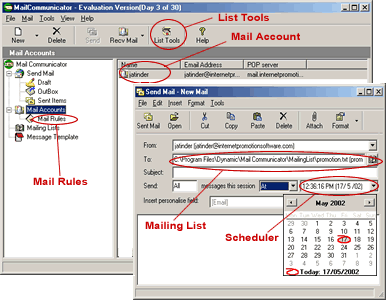 MailCommunicator - Evaluation Version(Day 3 of 30)
Mail Tools View Help
New Delete Send Recv Mail List Tools Help
List Tools
Mail Account
Mail Accounts
Mail Communicator
Send Mail
Draft
OutBox
Sent Items
Mail Accounts
Mail Rules
Mailing Lists
Message Template
Name Email Address POP server
jatinder jatinder@internetpromoti... mail.internetpromoti...
Mail Rules
Send Mail - New Mail
File Edit Insert Format Tools
Sent Mail Open Cut Copy Paste Delete Attach Format
From: jatinder (jatinder@internetpromotionsoftware.com)
To: C:\Program Files\Dynamic\Mail Communicator\MailingList\promotion.txt [prom
Subject:
Send: All messages this session At 12:36:16 PM (17/ 5 /02)
Insert personalise field: [Email]
Mailing List
Scheduler
May 2002
Sun Mon Tue Wed Thu Fri Sat
28 29 30 1 2 3 4
5 6 7 8 9 10 11
12 13 14 15 16 17 18
19 20 21 22 23 24 25
26 27 28 29 30 31 1
2 3 4 5 6 7 8
Today: 17/05/2002